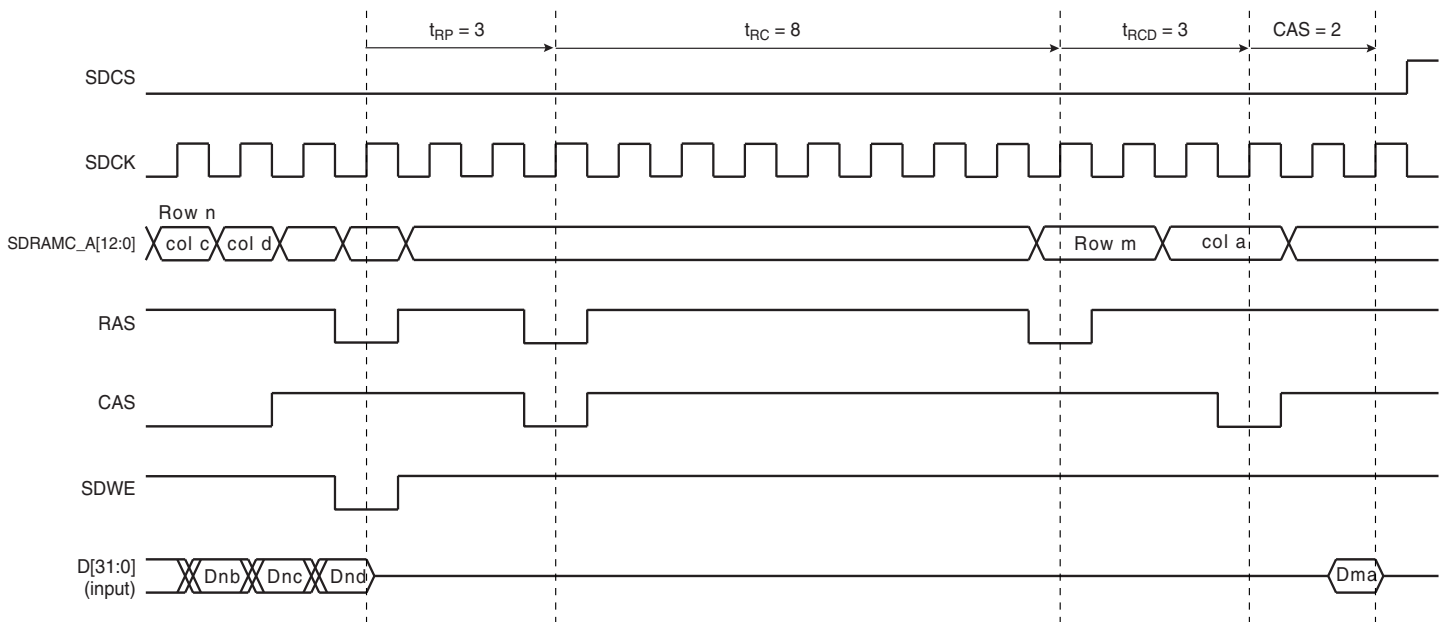 tRP = 3
tRC = 8
tRCD = 3
CAS = 2
SDCS
SDCK
Row n
SDRAMC_A[12:0]
col c
col d
Row m
col a
RAS
CAS
SDWE
D[31:0]
(input)
Dnb
Dnc
Dnd
Dma